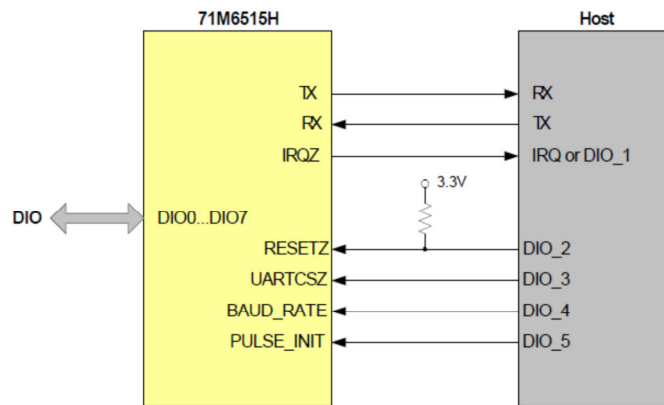 71M6515H Host
TX RX
RX TX
IRQZ IRQ or DIO_1
3.3V
DIO DIO0...DIO7
RESETZ DIO_2
UARTCSZ DIO_3
BAUD_RATE DIO_4
PULSE_INIT DIO_5